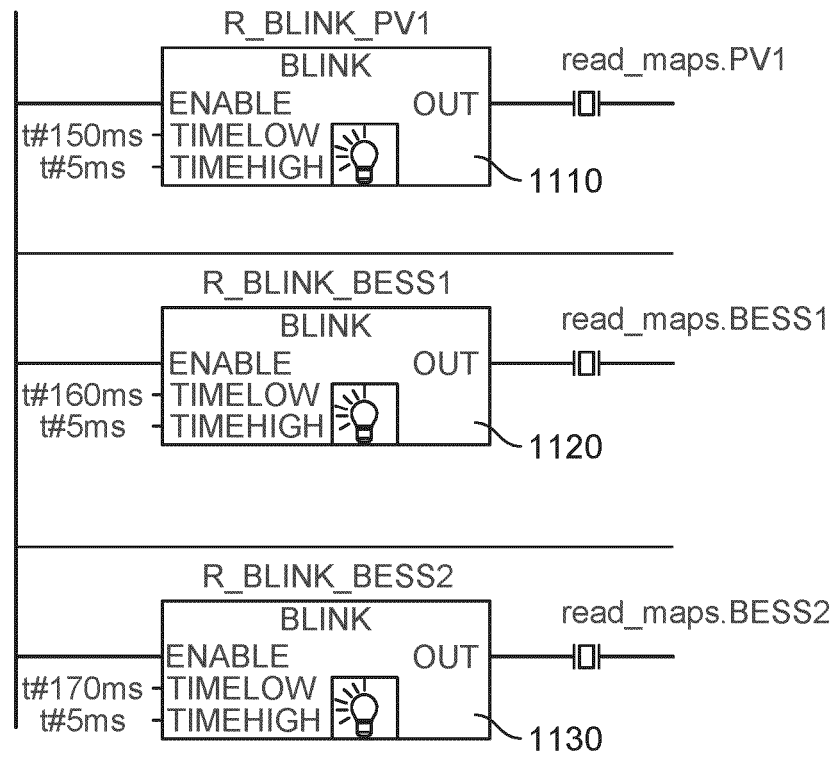 R_BLINK_PV1
BLINK
read_maps.PV1
ENABLE OUT
t#150ms TIMELOW
t#5ms TIMEHIGH
1110
R_BLINK_BESS1
BLINK
read_maps.BESS1
ENABLE OUT
t#160ms TIMELOW
t#5ms TIMEHIGH
1120
R_BLINK_BESS2
BLINK
read_maps.BESS2
ENABLE OUT
t#170ms TIMELOW
t#5ms TIMEHIGH
1130